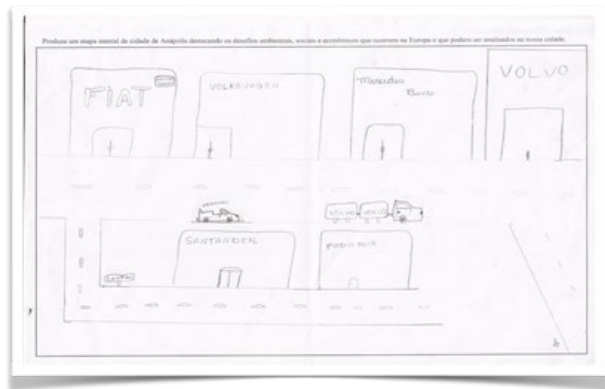 Produza um mapa mental da cidade de Anápolis destacando os desafios ambientais, sociais e econômicos que ocorrem na Europa e que podem ser analisados na nossa cidade.
FIAT
VOLKSWAGEN
Mercedes
Benz
VOLVO
VOLVO VOLVO
SANTANDER